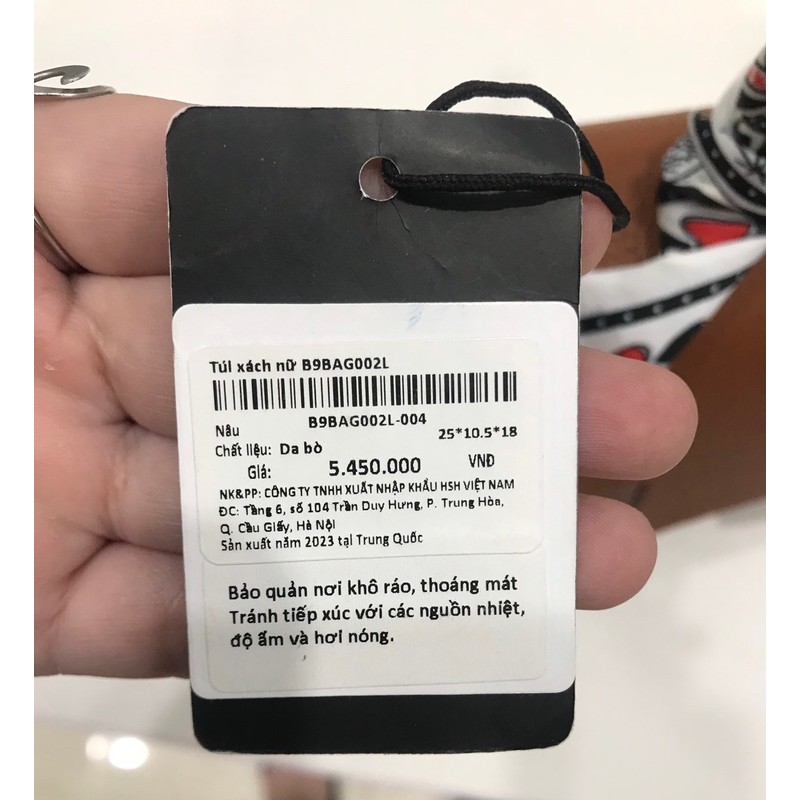 Túi xách nữ B9BAG002L
B9BAG002L-004
Nâu
25*10.5*18
Chất liệu: Da bò
Giá: 5.450.000 VNĐ
NK&PP: CÔNG TY TNHH XUẤT NHẬP KHẨU HSH VIỆT NAM
ĐC: Tầng 6, số 104 Trần Duy Hưng, P. Trung Hòa,
Q. Cầu Giấy, Hà Nội
Sản xuất năm 2023 tại Trung Quốc
Bảo quản nơi khô ráo, thoáng mát
Tránh tiếp xúc với các nguồn nhiệt,
độ ấm và hơi nóng.